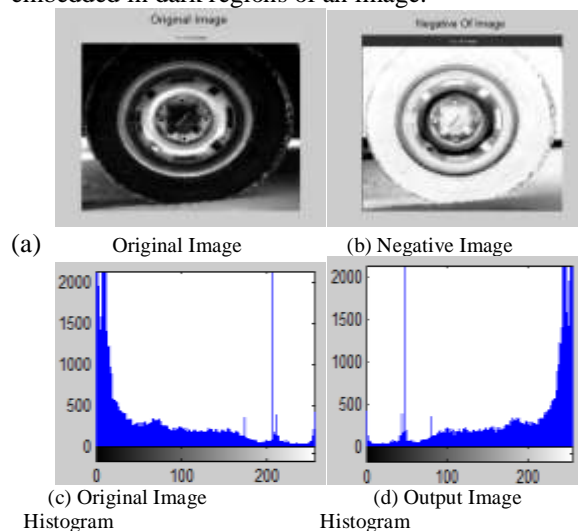 embedded in dark regions of an image.
Original Image
Negative Of Image
(a) Original Image (b) Negative Image
2000 2000
1500 1500
1000 1000
500 500
0 0
0 100 200 0 100 200
(c) Original Image (d) Output Image
Histogram Histogram